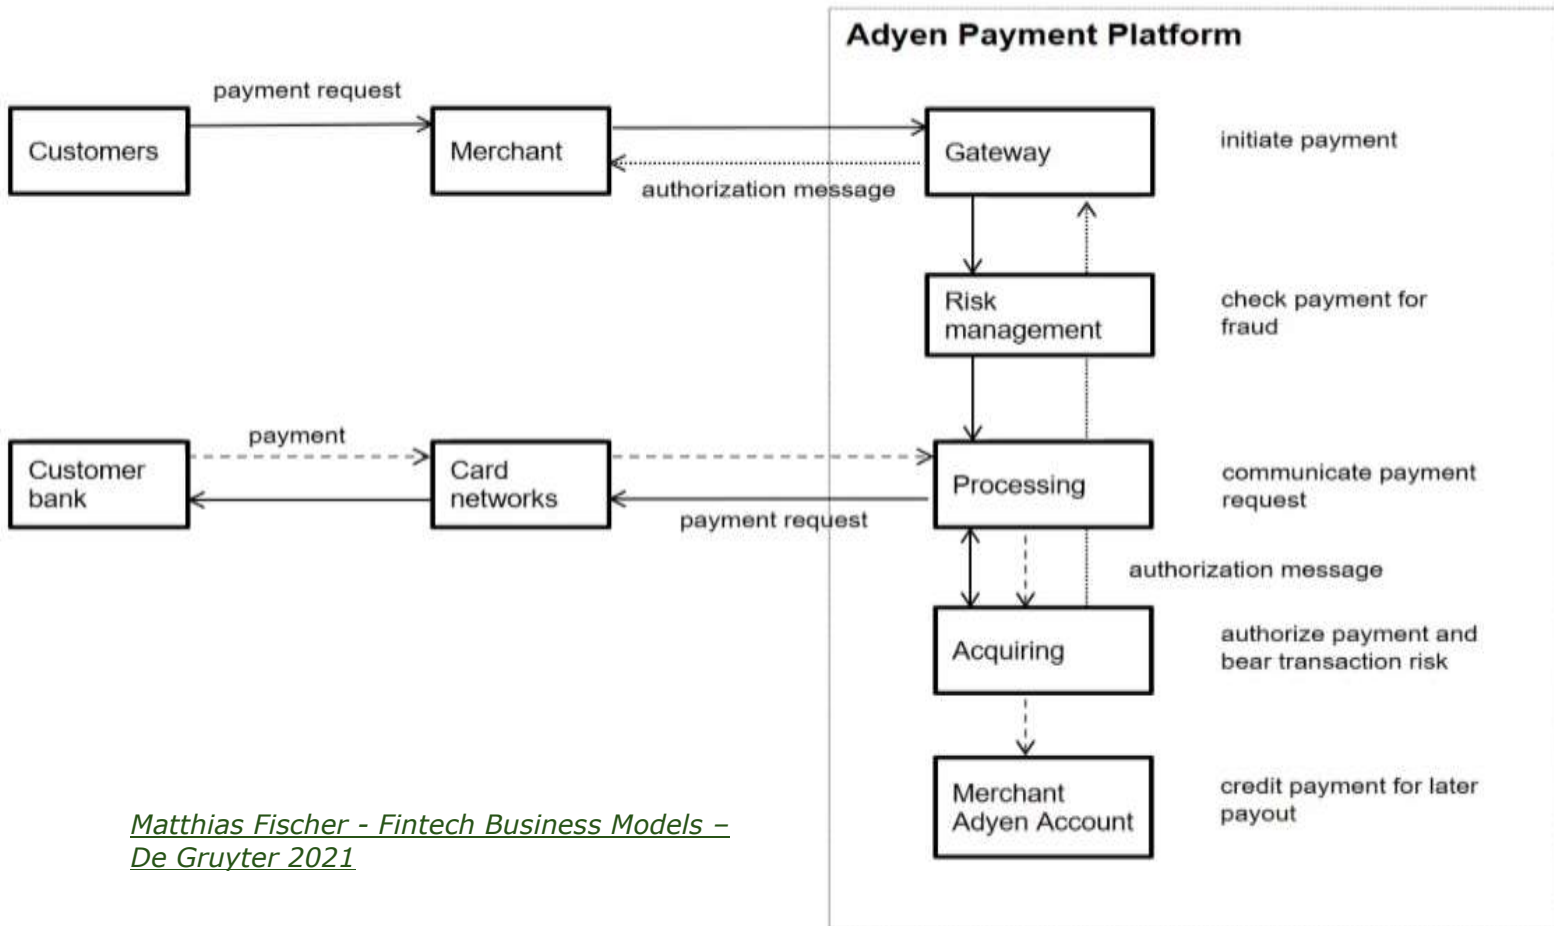 Adyen Payment Platform
payment request
Customers
Merchant
Gateway
initiate payment
authorization message
Risk
management
check payment for
fraud
payment
Customer
bank
Card
networks
Processing
communicate payment
request
payment request
authorization message
Acquiring
authorize payment and
bear transaction risk
Merchant
Adyen Account
credit payment for later
payout
Matthias Fischer - Fintech Business Models –
De Gruyter 2021